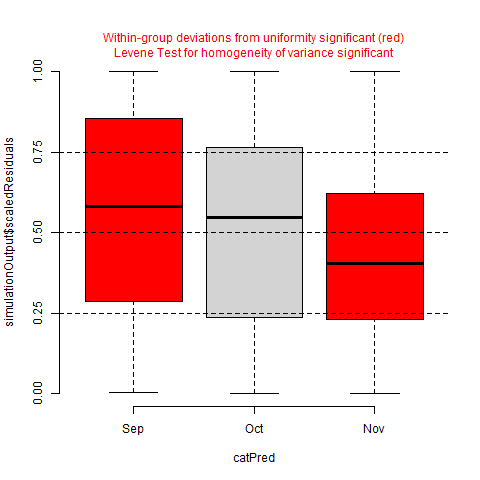 Within-group deviations from uniformity significant (red)
Levene Test for homogeneity of variance significant
simulationOutput$scaledResiduals
1.00
0.75
0.50
0.25
0.00
Sep Oct Nov
catPred